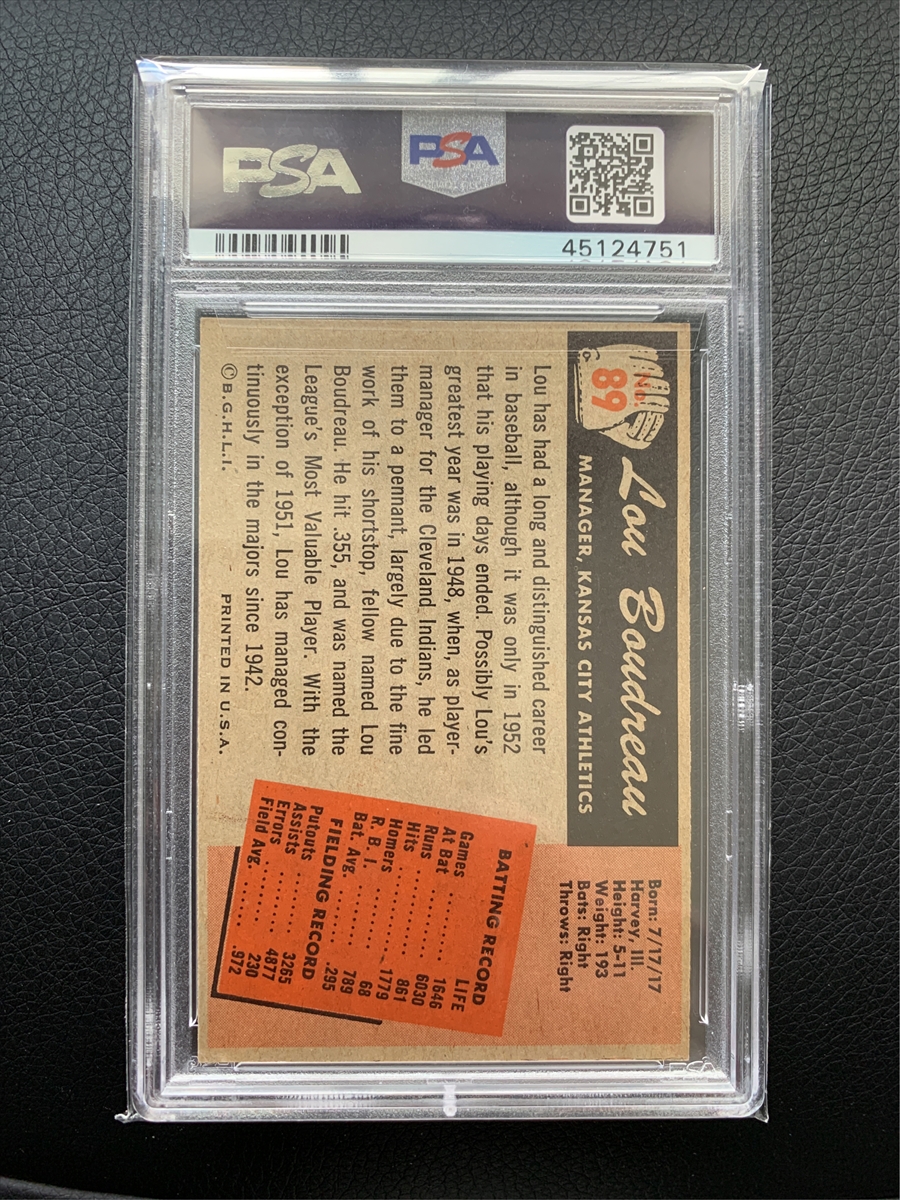 PSA
PSA
45124751
No.
89
Lou Boudreau
MANAGER, KANSAS CITY ATHLETICS
Born: 7/17/17
Harvey, Ill.
Height: 5-11
Weight: 193
Bats: Right
Throws: Right
Lou has had a long and distinguished career
in baseball, although it was only in 1952
that his playing days ended. Possibly Lou's
greatest year was in 1948, when, as player-
manager for the Cleveland Indians, he led
them to a pennant, largely due to the fine
work of his shortstop, fellow named Lou
Boudreau. He hit .355, and was named the
League's Most Valuable Player. With the
exception of 1951, Lou has managed con-
tinuously in the majors since 1942.
©B.G.H.L.I. PRINTED IN U.S.A.
BATTING RECORD
LIFE
Games ........ 1646
At Bat ........ 6030
Runs ........ 861
Hits ........ 1779
Homers ........ 68
R. B. I. ........ 789
Bat. Avg. ........ .295
FIELDING RECORD
Putouts ........ 3265
Assists ........ 4877
Errors ........ 230
Field Avg. ........ .972
PSA